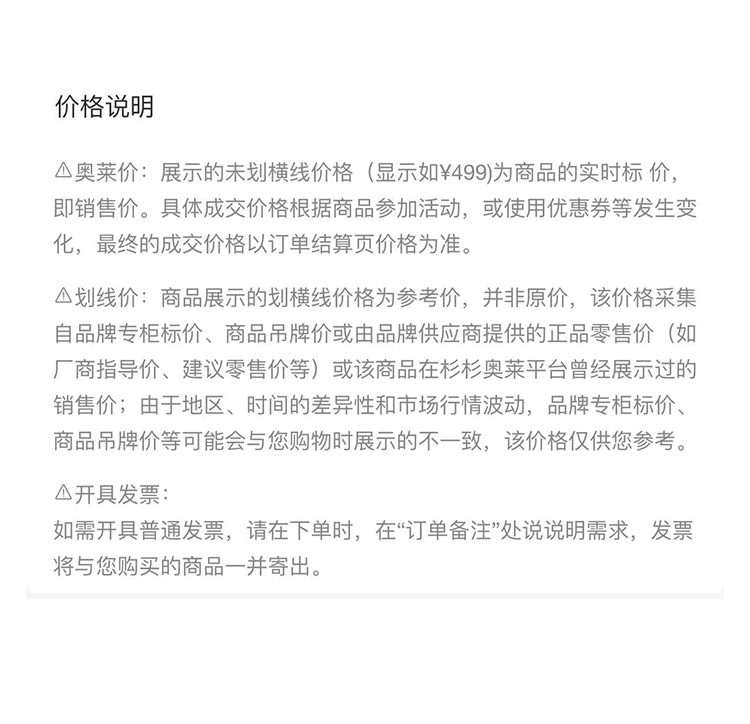 价格说明
⚠奥莱价：展示的未划横线价格（显示如¥499)为商品的实时标 价，
即销售价。具体成交价格根据商品参加活动，或使用优惠券等发生变
化，最终的成交价格以订单结算页价格为准。
⚠划线价：商品展示的划横线价格为参考价，并非原价，该价格采集
自品牌专柜标价、商品吊牌价或由品牌供应商提供的正品零售价（如
厂商指导价、建议零售价等）或该商品在杉杉奥莱平台曾经展示过的
销售价；由于地区、时间的差异性和市场行情波动，品牌专柜标价、
商品吊牌价等可能会与您购物时展示的不一致，该价格仅供您参考。
⚠开具发票：
如需开具普通发票，请在下单时，在“订单备注”处说说明需求，发票
将与您购买的商品一并寄出。